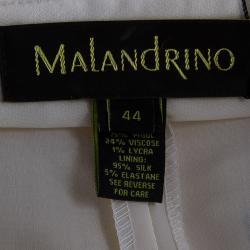 MALANDRINO
44
24% VISCOSE
1% LYCRA
LINING:
95% SILK
5% ELASTANE
SEE REVERSE
FOR CARE